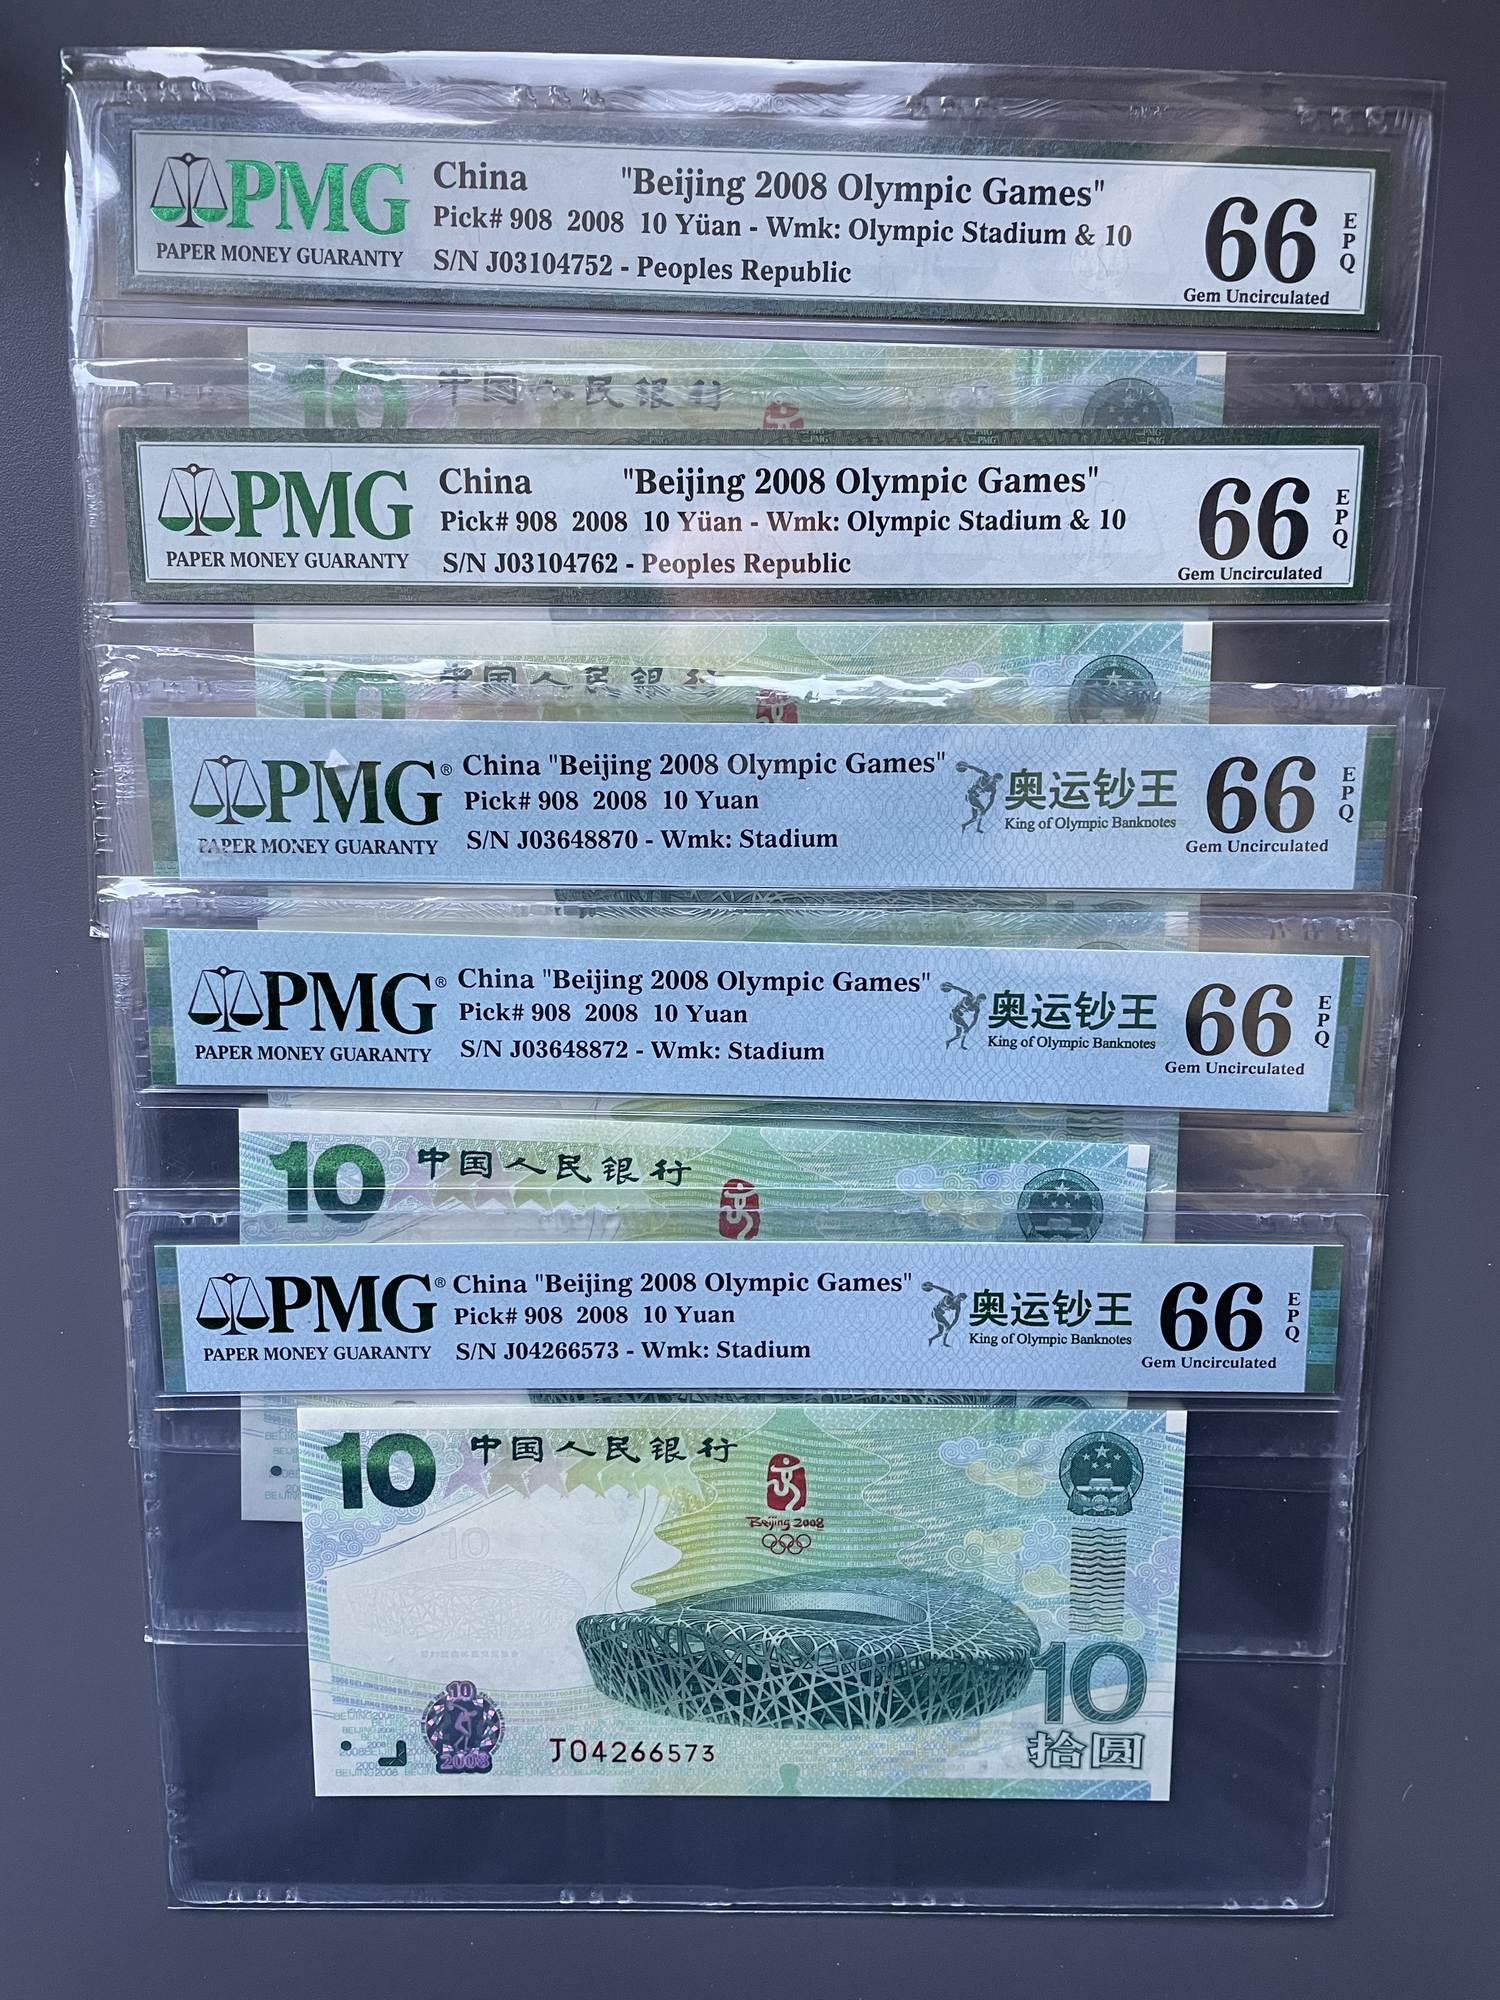 PMG
PAPER MONEY GUARANTY
China "Beijing 2008 Olympic Games"
Pick# 908 2008 10 Yüan - Wmk: Olympic Stadium & 10
S/N J03104752 - Peoples Republic
66 EPQ
Gem Uncirculated
10 中国人民银行
PMG
PAPER MONEY GUARANTY
China "Beijing 2008 Olympic Games"
Pick# 908 2008 10 Yüan - Wmk: Olympic Stadium & 10
S/N J03104762 - Peoples Republic
66 EPQ
Gem Uncirculated
10 中国人民银行
PMG®
PAPER MONEY GUARANTY
China "Beijing 2008 Olympic Games"
Pick# 908 2008 10 Yuan
S/N J03648870 - Wmk: Stadium
奥运钞王
King of Olympic Banknotes
66 EPQ
Gem Uncirculated
PMG®
PAPER MONEY GUARANTY
China "Beijing 2008 Olympic Games"
Pick# 908 2008 10 Yuan
S/N J03648872 - Wmk: Stadium
奥运钞王
King of Olympic Banknotes
66 EPQ
Gem Uncirculated
10 中国人民银行
PMG®
PAPER MONEY GUARANTY
China "Beijing 2008 Olympic Games"
Pick# 908 2008 10 Yuan
S/N J04266573 - Wmk: Stadium
奥运钞王
King of Olympic Banknotes
66 EPQ
Gem Uncirculated
10 中国人民银行
Beijing 2008
10
10
10
2008
J04266573
拾圆